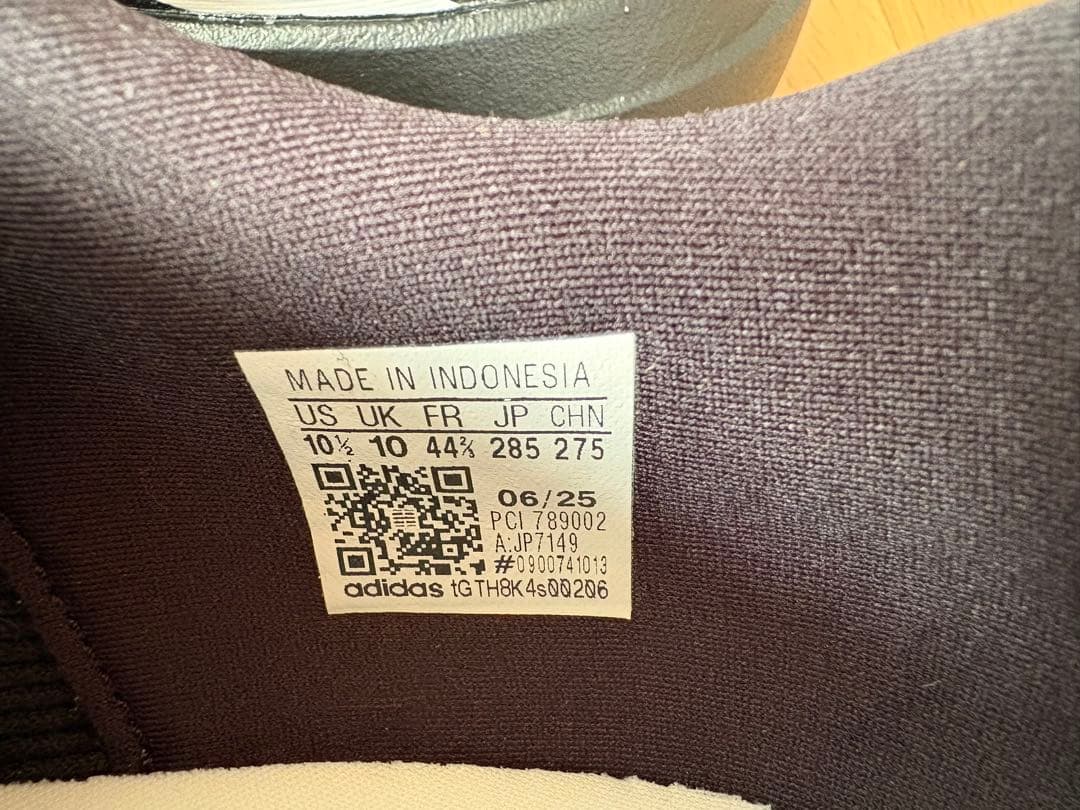 MADE IN INDONESIA
US UK FR JP CHN
10½ 10 44⅔ 285 275
06/25
PCI 789002
A:JP7149
#0900741013
adidas tGTH8K4s00206